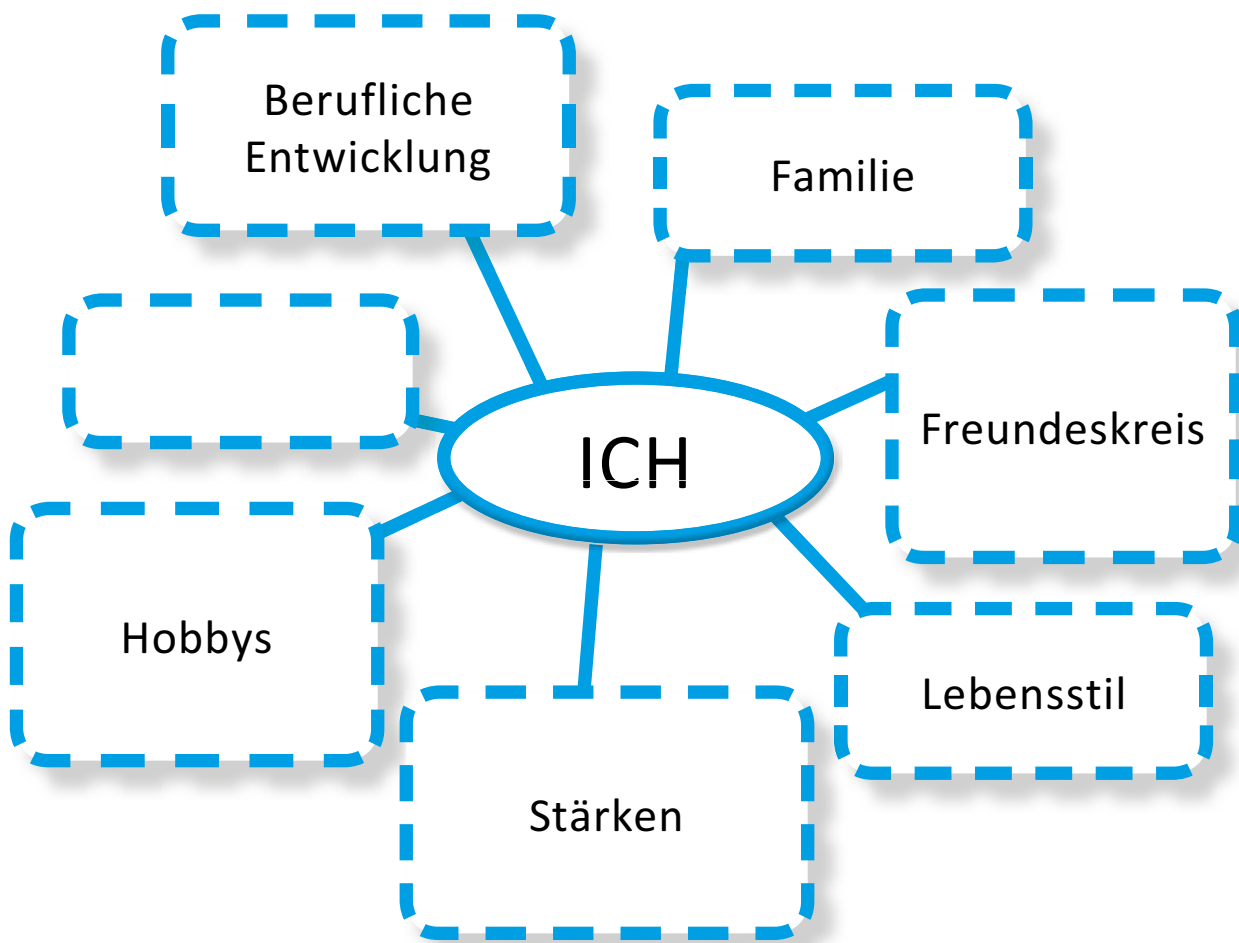 Berufliche
Entwicklung
Familie
Freundeskreis
ICH
Hobbys
Lebensstil
Stärken